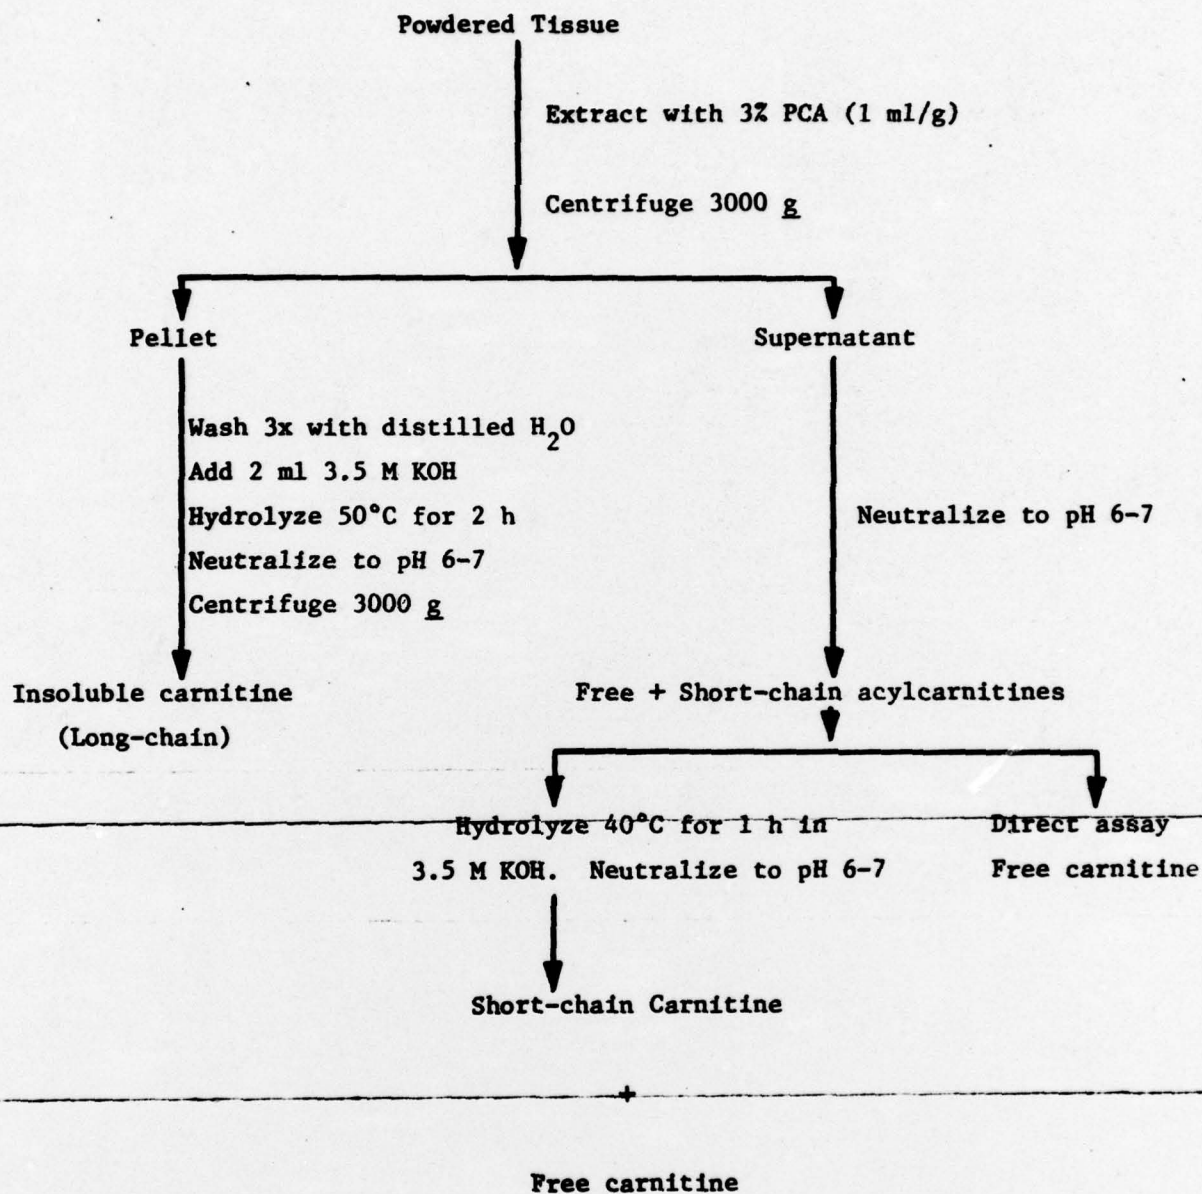 Powdered Tissue
Extract with 3% PCA (1 ml/g)
Centrifuge 3000 g
Pellet
Supernatant
Wash 3x with distilled H₂O
Add 2 ml 3.5 M KOH
Hydrolyze 50°C for 2 h
Neutralize to pH 6-7
Centrifuge 3000 g
Neutralize to pH 6-7
Insoluble carnitine
(Long-chain)
Free + Short-chain acylcarnitines
Hydrolyze 40°C for 1 h in
3.5 M KOH. Neutralize to pH 6-7
Direct assay
Free carnitine
Short-chain Carnitine
+
Free carnitine